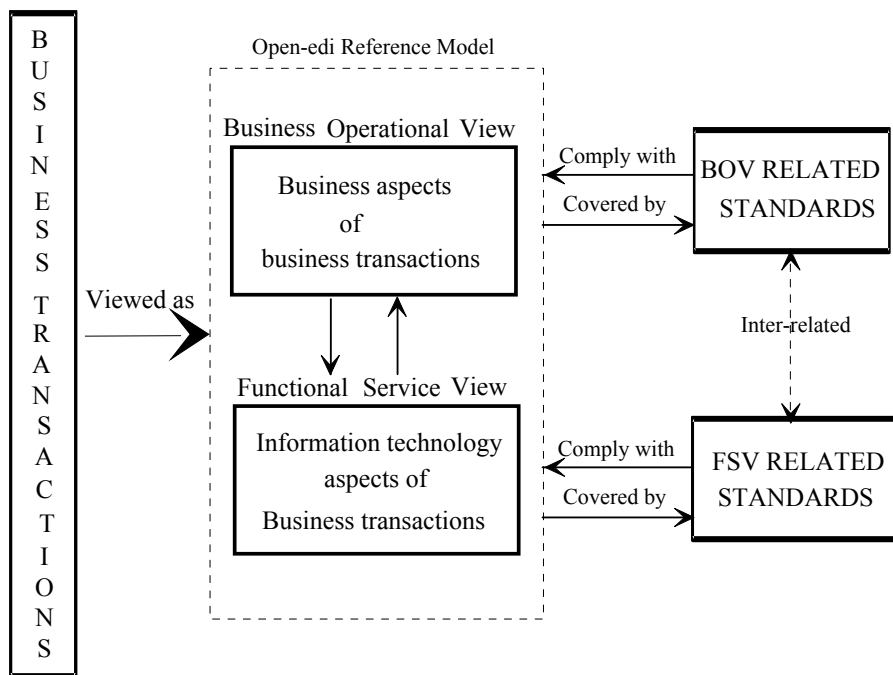 BUSINESS TRANSACTIONS
Viewed as
Open-edi Reference Model
Business Operational View
Business aspects
of
business transactions
Functional Service View
Information technology
aspects of
Business transactions
Comply with
Covered by
BOV RELATED
STANDARDS
Inter-related
Comply with
Covered by
FSV RELATED
STANDARDS